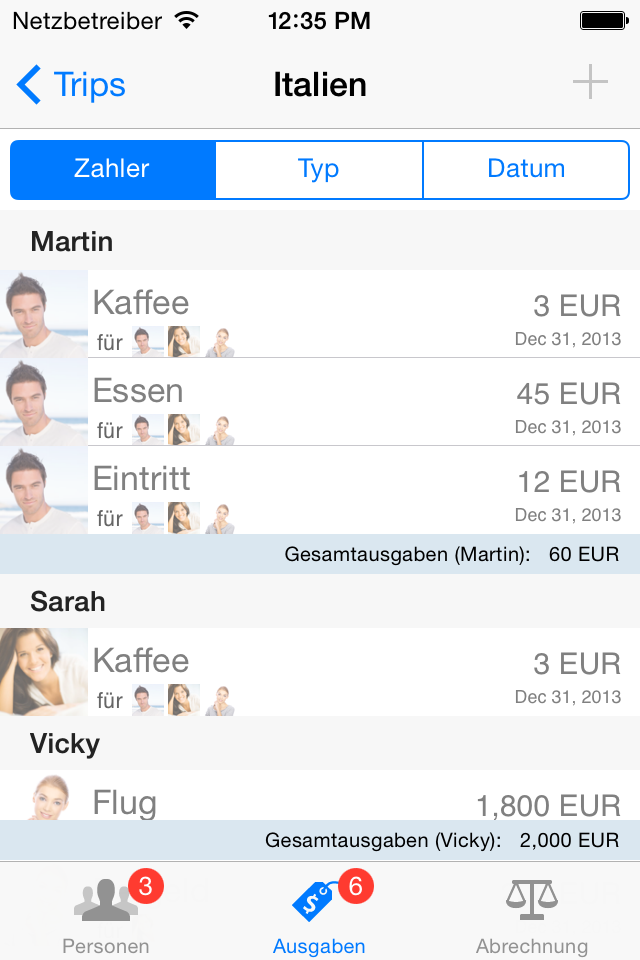 Netzbetreiber 12:35 PM
Trips Italien
Zahler Typ Datum
Martin
Kaffee 3 EUR
für Dec 31, 2013
Essen 45 EUR
für Dec 31, 2013
Eintritt 12 EUR
für Dec 31, 2013
Gesamtausgaben (Martin): 60 EUR
Sarah
Kaffee 3 EUR
für Dec 31, 2013
Vicky
Flug 1,800 EUR
Gesamtausgaben (Vicky): 2,000 EUR
3 6
Personen Ausgaben Abrechnung